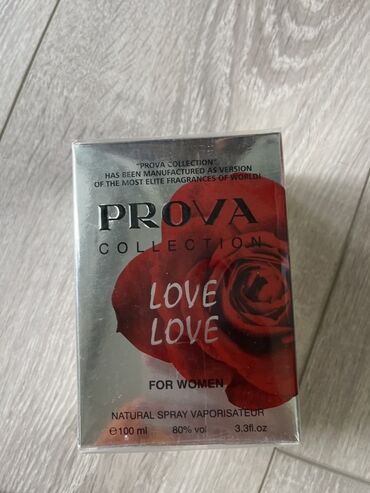 "PROVA COLLECTION"
HAS BEEN MANUFACTURED AS VERSION
OF THE MOST ELITE FRAGRANCES OF WORLD!
PROVA
COLLECTION
LOVE
LOVE
FOR WOMEN
NATURAL SPRAY VAPORISATEUR
e 100 ml 80% vol 3.3fl.oz